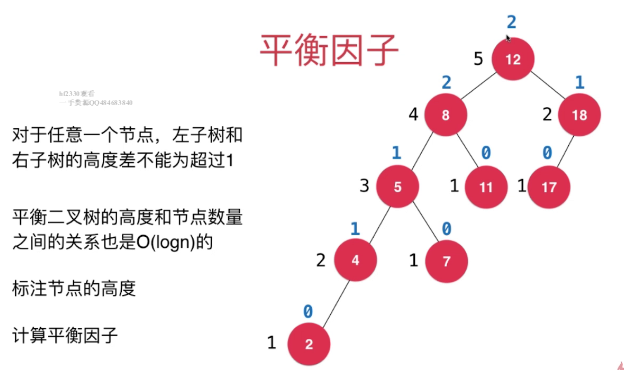 平衡因子
对于任意一个节点，左子树和
右子树的高度差不能为超过1
平衡二叉树的高度和节点数量
之间的关系也是O(logn)的
标注节点的高度
计算平衡因子
2
5 12
2 1
4 8 2 18
1 0 0
3 5 1 11 1 17
1 0
2 4 1 7
0
1 2